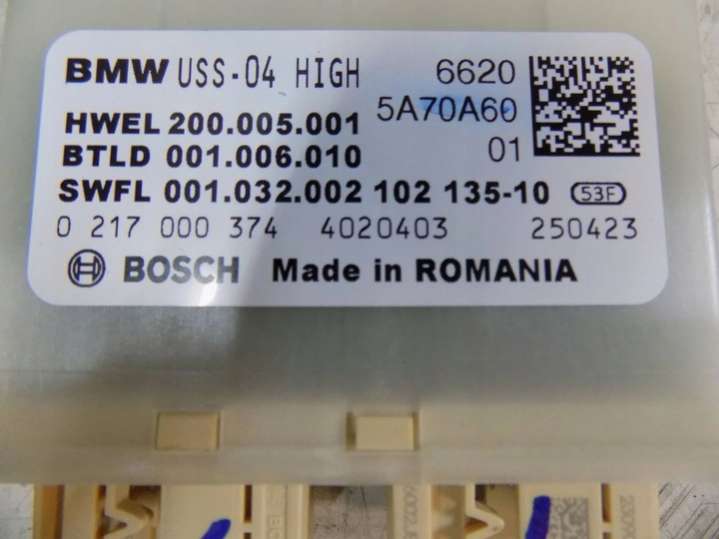 BMW USS-04 HIGH 6620
5A70A60
HWEL 200.005.001
01
BTLD 001.006.010
SWFL 001.032.002 102 135-10 53F
0 217 000 374 4020403 250423
BOSCH Made in ROMANIA